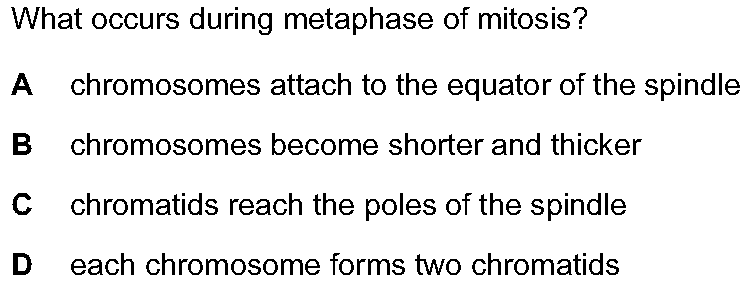 What occurs during metaphase of mitosis?
A chromosomes attach to the equator of the spindle
B chromosomes become shorter and thicker
C chromatids reach the poles of the spindle
D each chromosome forms two chromatids